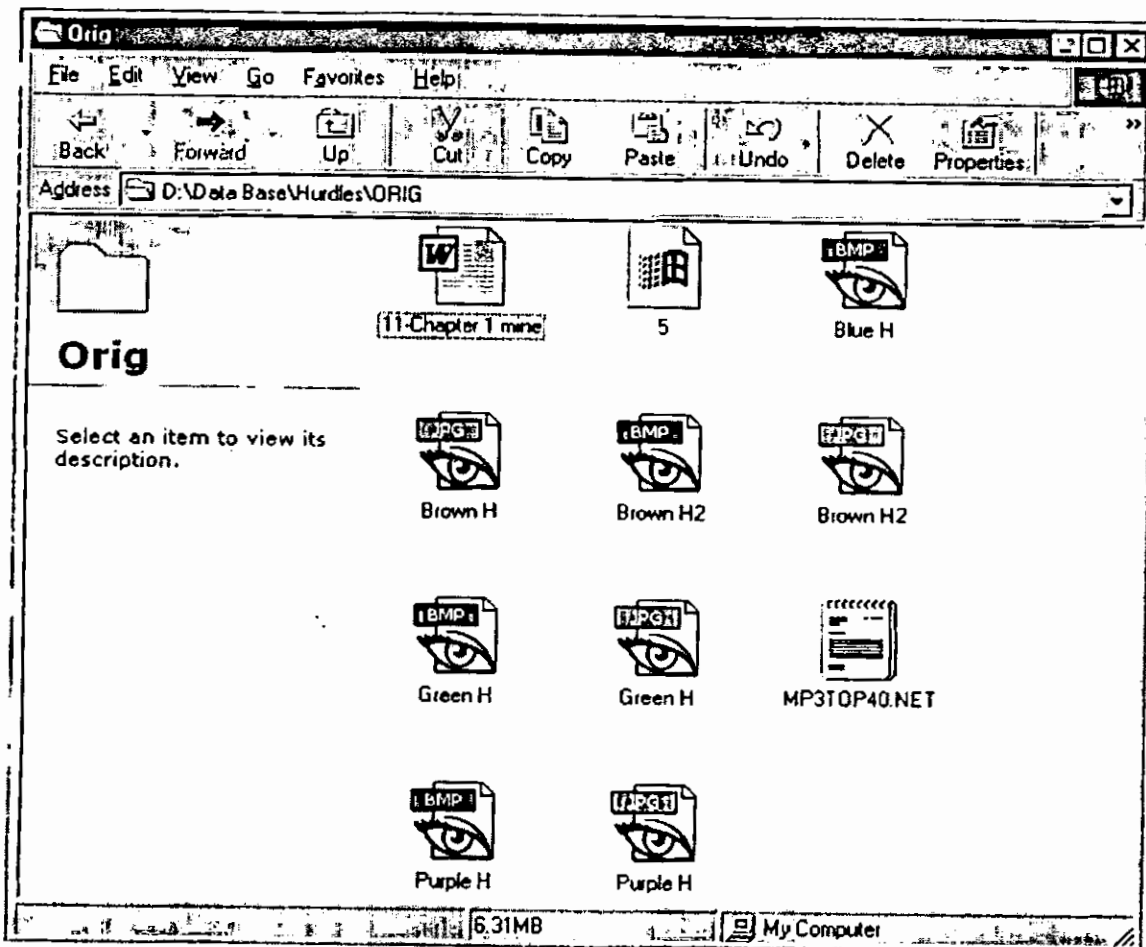 Orig
File Edit View Go Favorites Help
Back Forward Up Cut Copy Paste Undo Delete Properties »
Address D:\Data Base\Hurdles\ORIG
Orig
Select an item to view its
description.
W
11-Chapter 1 mine
5
BMP
Blue H
JPG
Brown H
BMP
Brown H2
JPG
Brown H2
BMP
Green H
JPG
Green H
MP3TOP40.NET
BMP
Purple H
JPG
Purple H
6,31MB My Computer